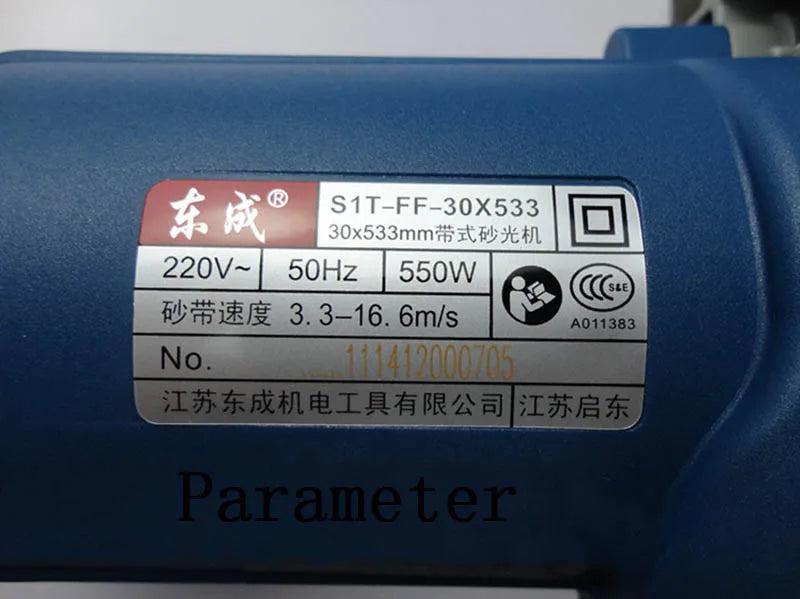 东成®
S1T-FF-30X533
30x533mm带式砂光机
220V~ 50Hz 550W
S&E
A011383
砂带速度 3.3-16.6m/s
No. 111412000705
江苏东成机电工具有限公司 江苏启东
Parameter